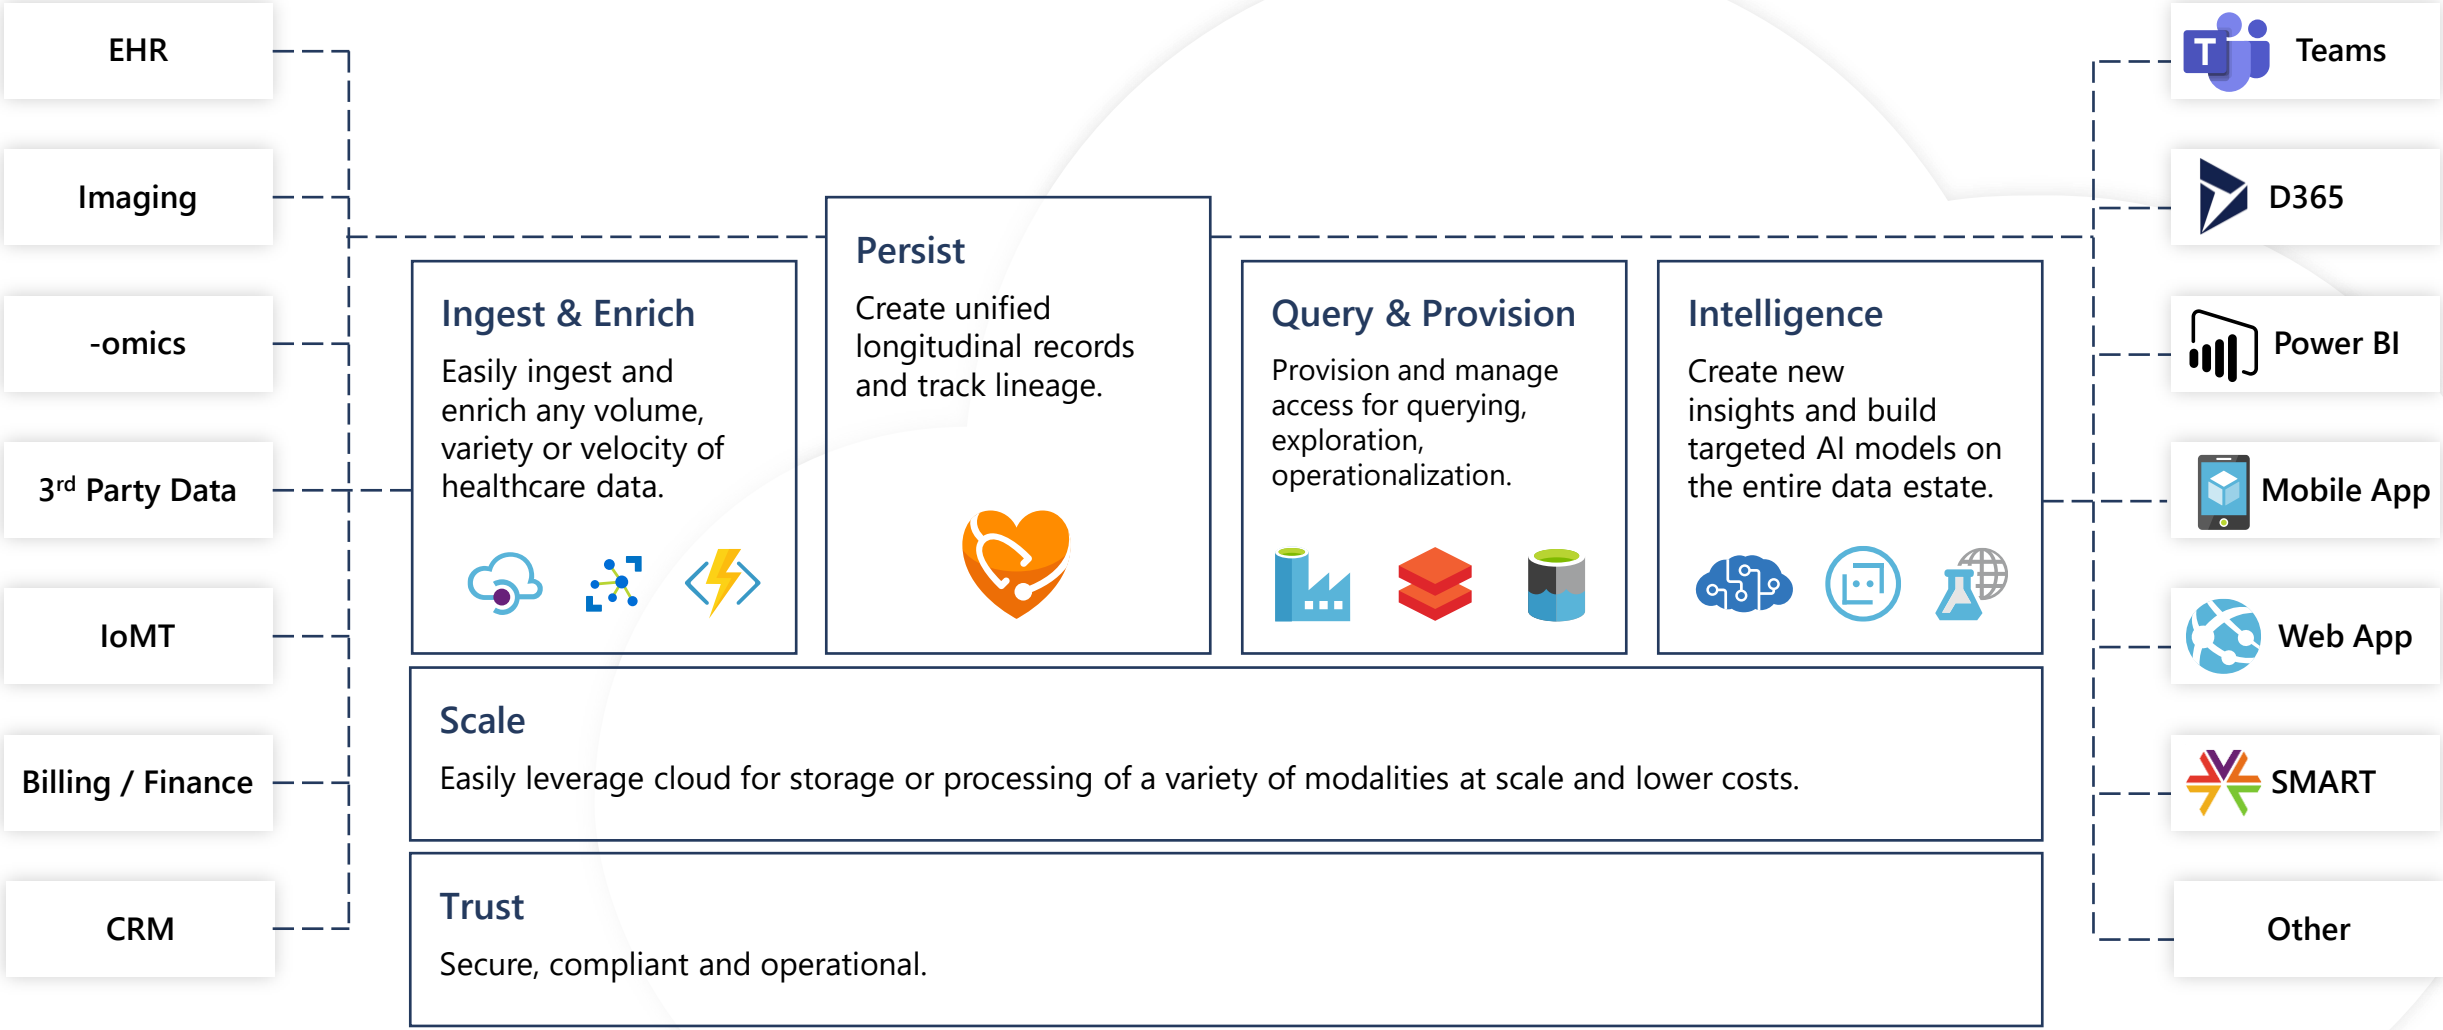 EHR
Imaging
-omics
3rd Party Data
IoMT
Billing / Finance
CRM
Ingest & Enrich
Easily ingest and
enrich any volume,
variety or velocity of
healthcare data.
Persist
Create unified
longitudinal records
and track lineage.
Query & Provision
Provision and manage
access for querying,
exploration,
operationalization.
Intelligence
Create new
insights and build
targeted AI models on
the entire data estate.
Scale
Easily leverage cloud for storage or processing of a variety of modalities at scale and lower costs.
Trust
Secure, compliant and operational.
T
Teams
D365
Power BI
Mobile App
Web App
SMART
Other